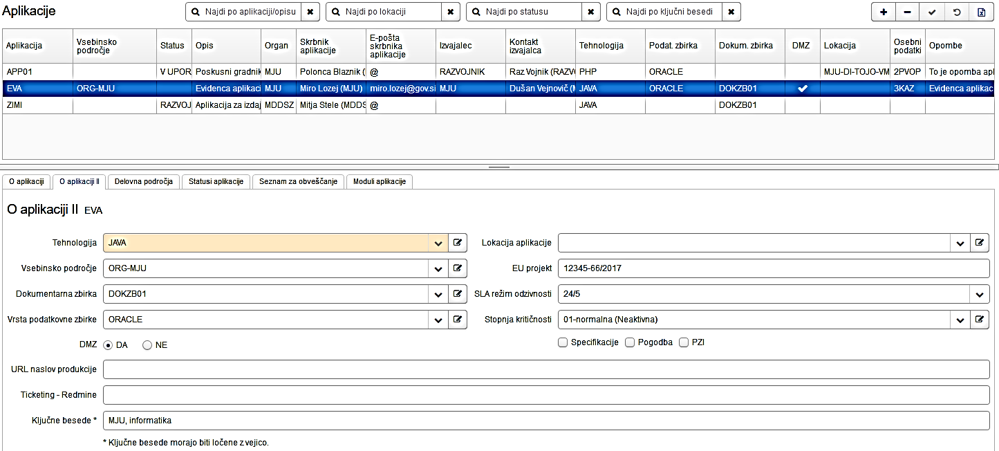 Aplikacije
Najdi po aplikaciji/opisu
Najdi po lokaciji
Najdi po statusu
Najdi po ključni besedi
Aplikacija Vsebinsko področje Status Opis Organ Skrbnik aplikacije E-pošta skrbnika aplikacije Izvajalec Kontakt izvajalca Tehnologija Podat. zbirka Dokum. zbirka DMZ Lokacija Osebni podatki Opombe
APP01 V UPOR Poskusni gradnik MJU Polonca Blaznik ( @ RAZVOJNIK Raz Vojnik (RAZV PHP ORACLE MJU-DI-TOJO-VM 2PVOP To je opomba apl
EVA ORG-MJU Evidenca aplikaci MJU Miro Lozej (MJU) miro.lozej@gov.si MJU Dušan Vejnovič (M JAVA ORACLE DOKZB01 3KAZ Evidenca aplikac
ZIMI RAZVOJ Aplikacija za izdaj MDDSZ Mitja Stele (MDDS @ JAVA DOKZB01
O aplikaciji O aplikaciji II Delovna področja Statusi aplikacije Seznam za obveščanje Moduli aplikacije
O aplikaciji II EVA
Tehnologija JAVA Lokacija aplikacije
Vsebinsko področje ORG-MJU EU projekt 12345-66/2017
Dokumentarna zbirka DOKZB01 SLA režim odzivnosti 24/5
Vrsta podatkovne zbirke ORACLE Stopnja kritičnosti 01-normalna (Neaktivna)
DMZ DA NE Specifikacije Pogodba PZI
URL naslov produkcije
Ticketing - Redmine
Ključne besede * MJU, informatika
* Ključne besede morajo biti ločene z vejico.